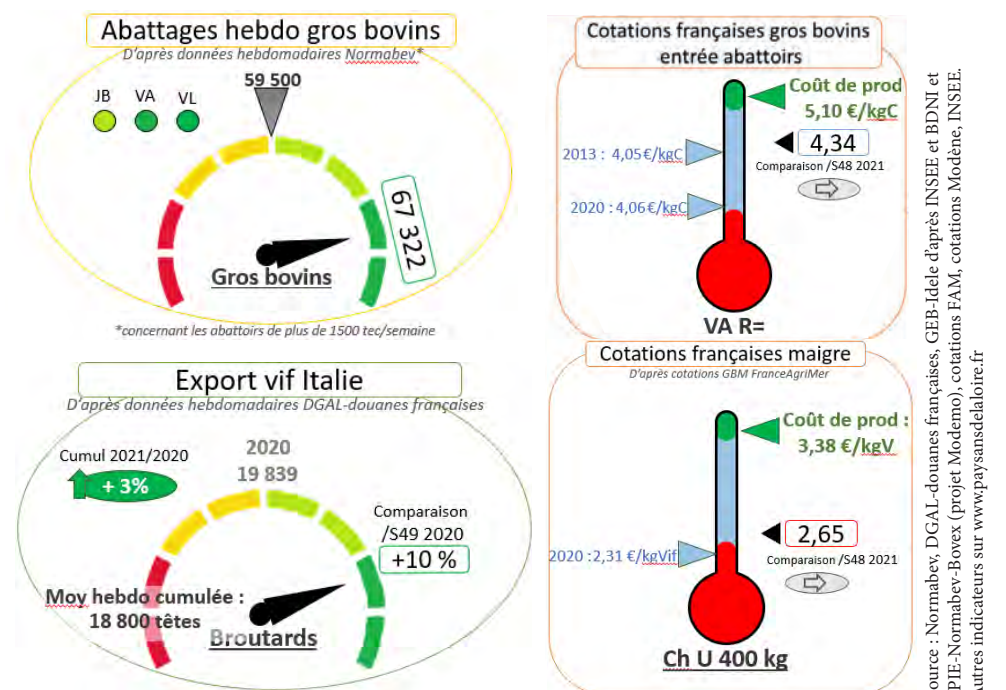 Abattages hebdo gros bovins
D'après données hebdomadaires Normabev*
59 500
JB VA VL
67 322
Gros bovins
*concernant les abattoirs de plus de 1500 tec/semaine
Cotations françaises gros bovins
entrée abattoirs
Coût de prod
5,10 €/kgC
4,34
2013 : 4,05€/kgC
Comparaison /S48 2021
2020 :4,06€/kgC
VA R=
Export vif Italie
D'après données hebdomadaires DGAL-douanes françaises
Cumul 2021/2020
+ 3%
2020
19 839
Comparaison
/S49 2020
+10 %
Moy hebdo cumulée :
18 800 têtes
Broutards
Cotations françaises maigre
D'après cotations GBM FranceAgriMer
Coût de prod :
3,38 €/kgV
2,65
2020 :2,31 €/kgVif
Comparaison /S48 2021
Ch U 400 kg
ource : Normabev, DGAL-douanes françaises, GEB-Idele d'après INSEE et BDNI et
PIE-Normabev-Bovex (projet Modemo), cotations FAM, cotations Modène, INSEE.
utres indicateurs sur www.paysansdelaloire.fr